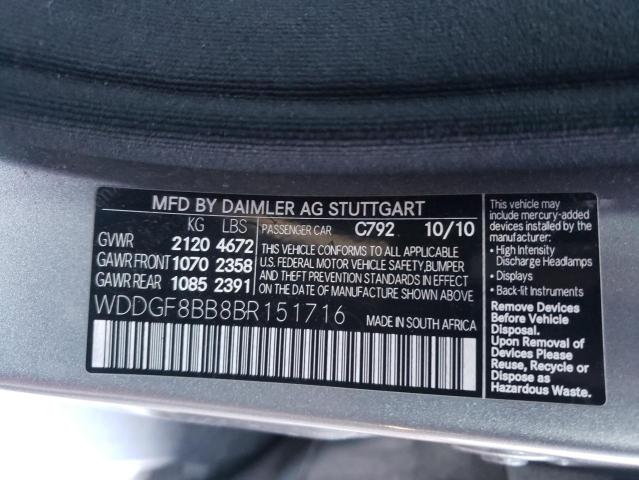 MFD BY DAIMLER AG STUTTGART
KG LBS
GVWR 2120 4672
GAWR FRONT 1070 2358
GAWR REAR 1085 2391
PASSENGER CAR C792 10/10
THIS VEHICLE CONFORMS TO ALL APPLICABLE
U.S. FEDERAL MOTOR VEHICLE SAFETY, BUMPER
AND THEFT PREVENTION STANDARDS IN EFFECT
ON THE DATE OF MANUFACTURE SHOWN ABOVE
WDDGF8BB8BR151716 MADE IN SOUTH AFRICA
This vehicle may
include mercury-added
devices installed by the
manufacturer:
• High Intensity
Discharge Headlamps
• Displays
• Back-lit Instruments
Remove Devices
Before Vehicle
Disposal.
Upon Removal of
Devices Please
Reuse, Recycle or
Dispose as
Hazardous Waste.